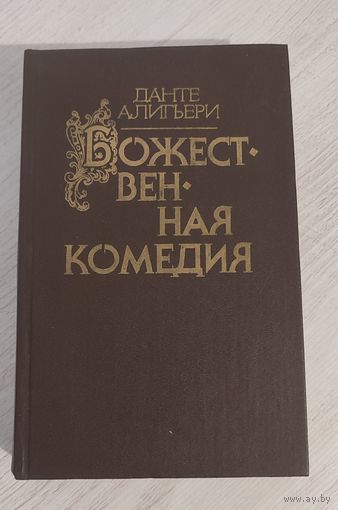 ДАНТЕ
АЛИГЬЕРИ
БОЖЕСТ·
ВЕН·
НАЯ
КОМЕДИЯ
www.ay.by